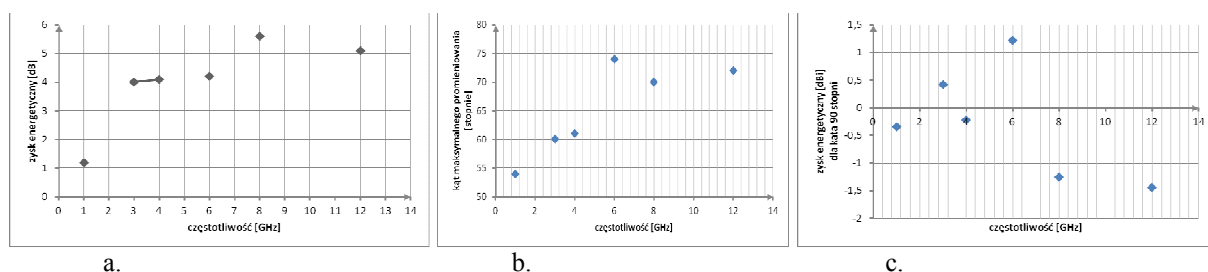 6
5
4
3
2
1
0
0 1 2 3 4 5 6 7 8 9 10 11 12 13 14
zysk energetyczny [dB]
częstotliwość [GHz]
a.
80
75
70
65
60
55
50
0 2 4 6 8 10 12 14
kąt maksymalnego promieniowania
[stopnie]
częstotliwość [GHz]
b.
1,5
1
0,5
0
-0,5
-1
-1,5
-2
0 2 4 6 8 10 12 14
zysk energetyczny [dBi]
dla kata 90 stopni
częstotliwość [GHz]
c.